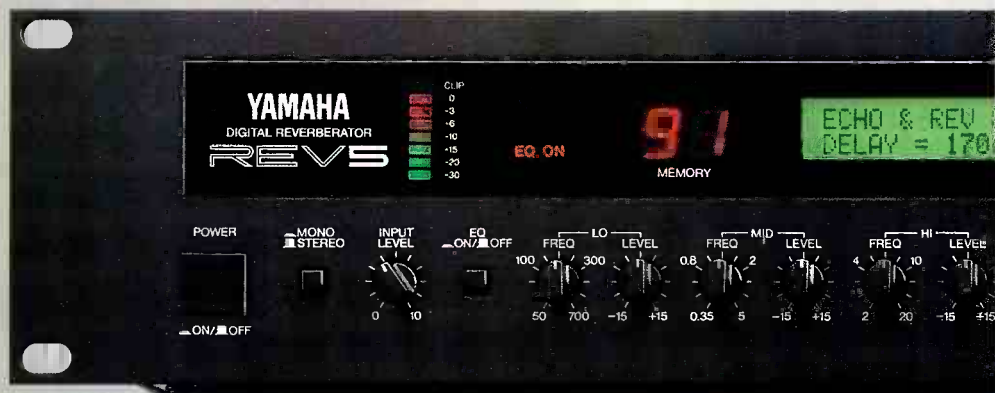 CLIP
0
-3
-6
-10
-15
-20
-30
YAMAHA
DIGITAL REVERBERATOR
REV5
EQ. ON
91
MEMORY
ECHO & REV
DELAY = 170
POWER
ON/OFF
MONO
STEREO
INPUT
LEVEL
0 10
EQ
ON/OFF
LO
FREQ LEVEL
100 300
50 700 -15 +15
MID
FREQ LEVEL
0.8 2
0.35 5 -15 +15
HI
FREQ LEVEL
4 10
2 20 -15 +15